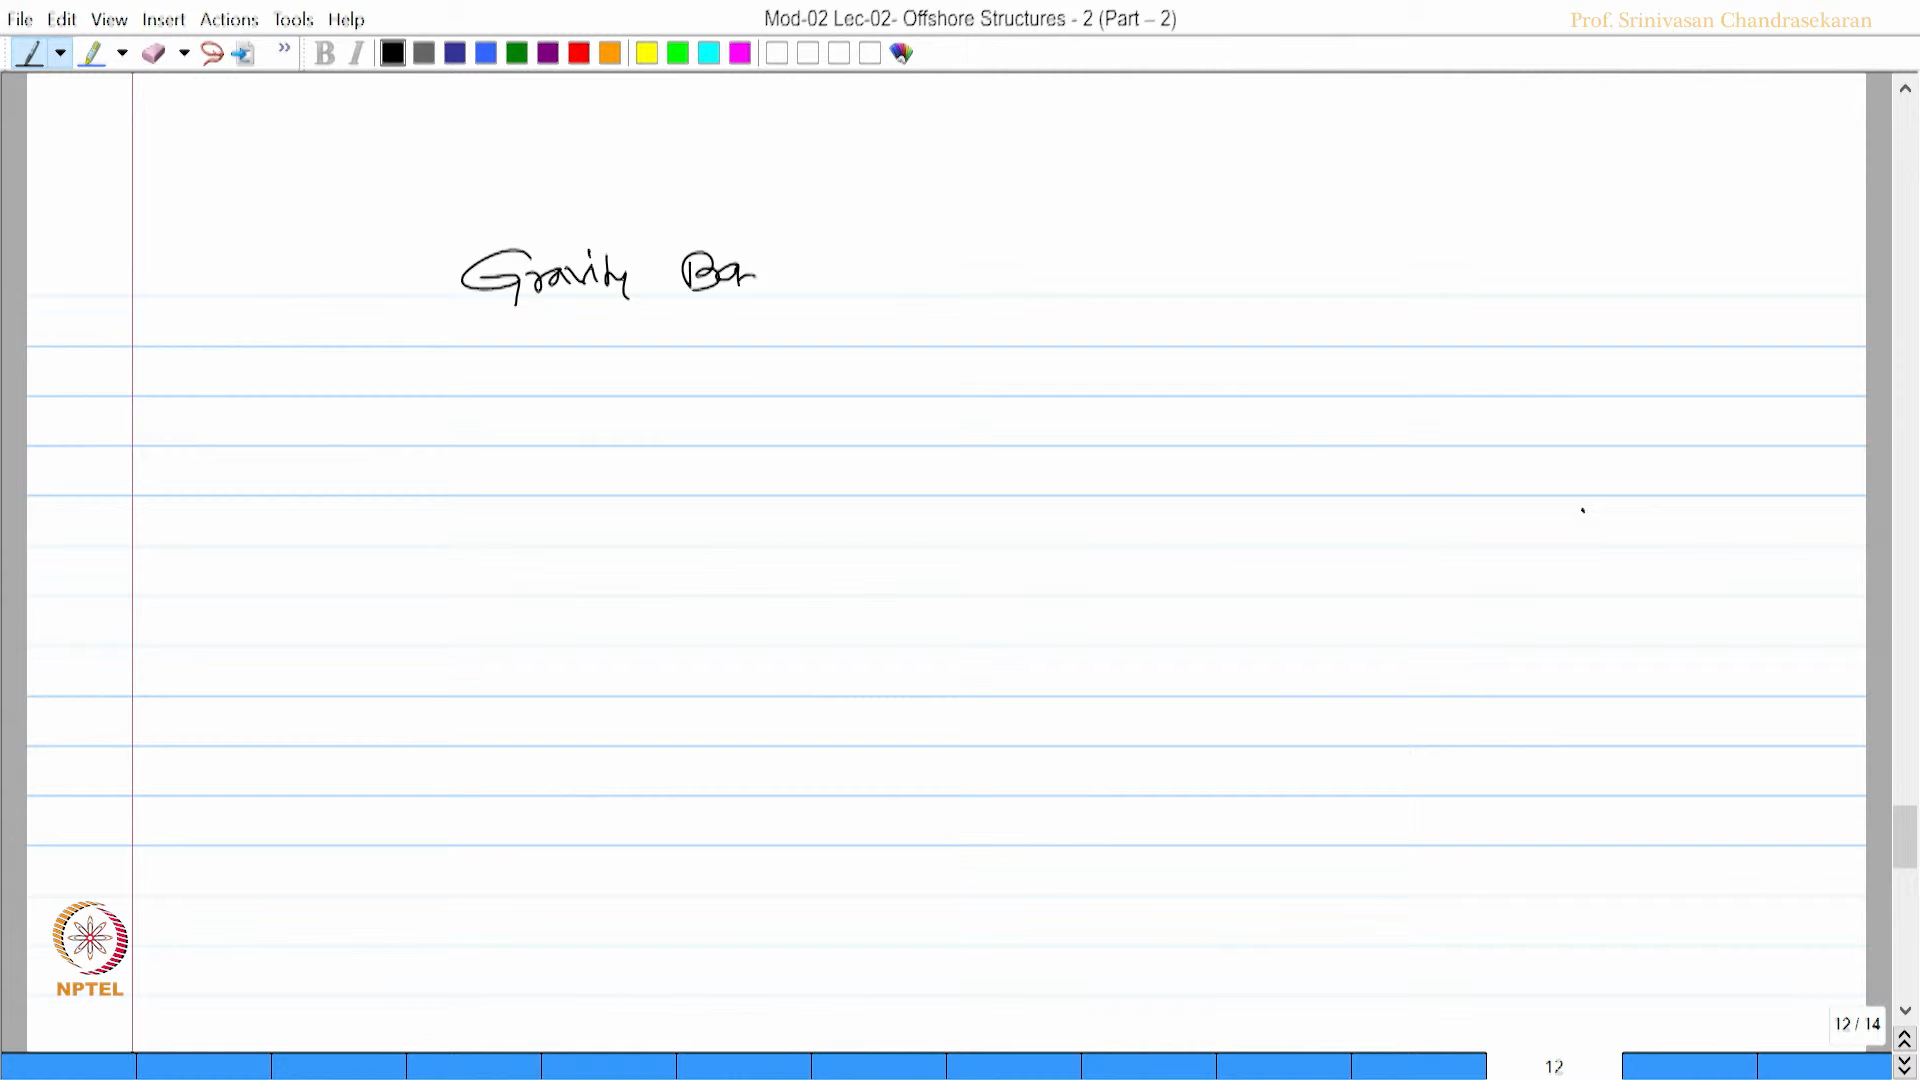 File Edit View Insert Actions Tools Help
Mod-02 Lec-02- Offshore Structures - 2 (Part – 2)
Prof. Srinivasan Chandrasekaran
B I
Gravity Ba
NPTEL
12 / 14
12